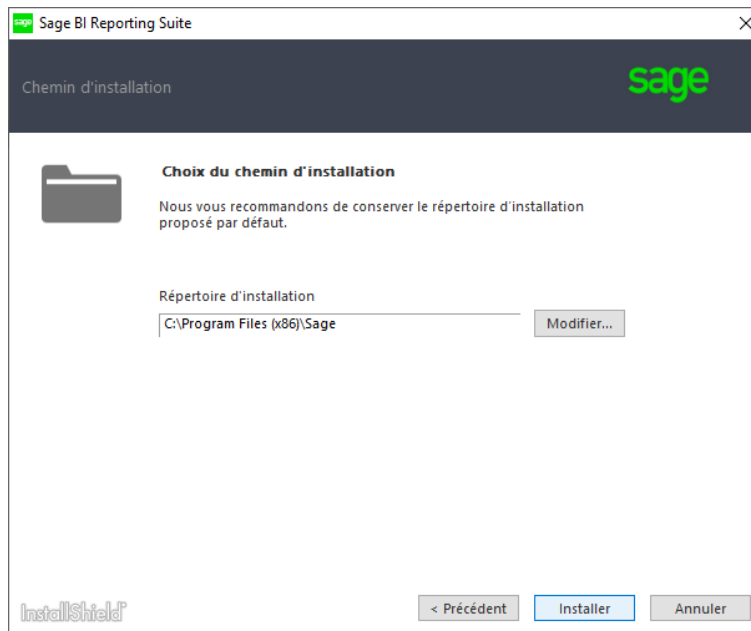 Sage BI Reporting Suite
Chemin d'installation
sage
Choix du chemin d'installation
Nous vous recommandons de conserver le répertoire d'installation
proposé par défaut.
Répertoire d'installation
C:\Program Files (x86)\Sage
Modifier...
InstallShield
< Précédent
Installer
Annuler